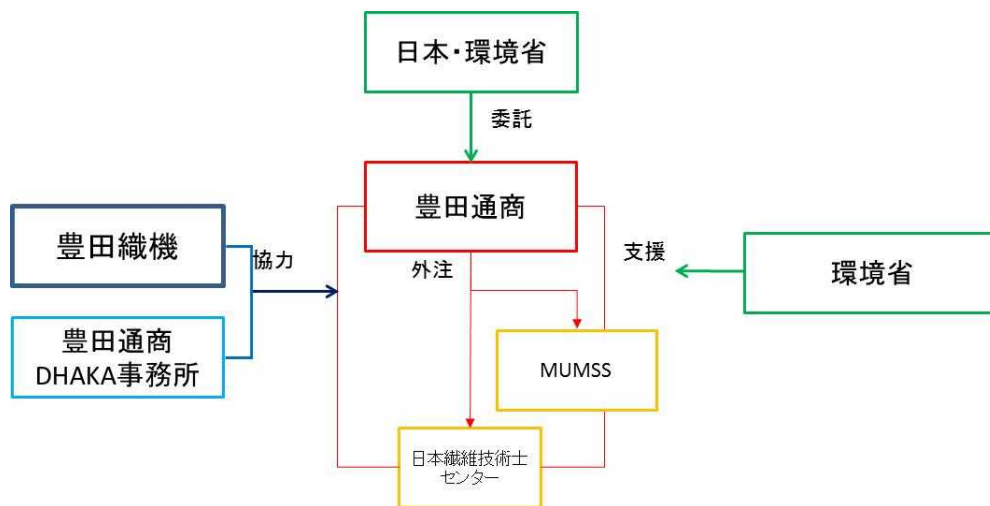 日本・環境省
委託
豊田通商
外注
豊田織機
協力
豊田通商
DHAKA事務所
支援
環境省
MUMSS
日本繊維技術士
センター